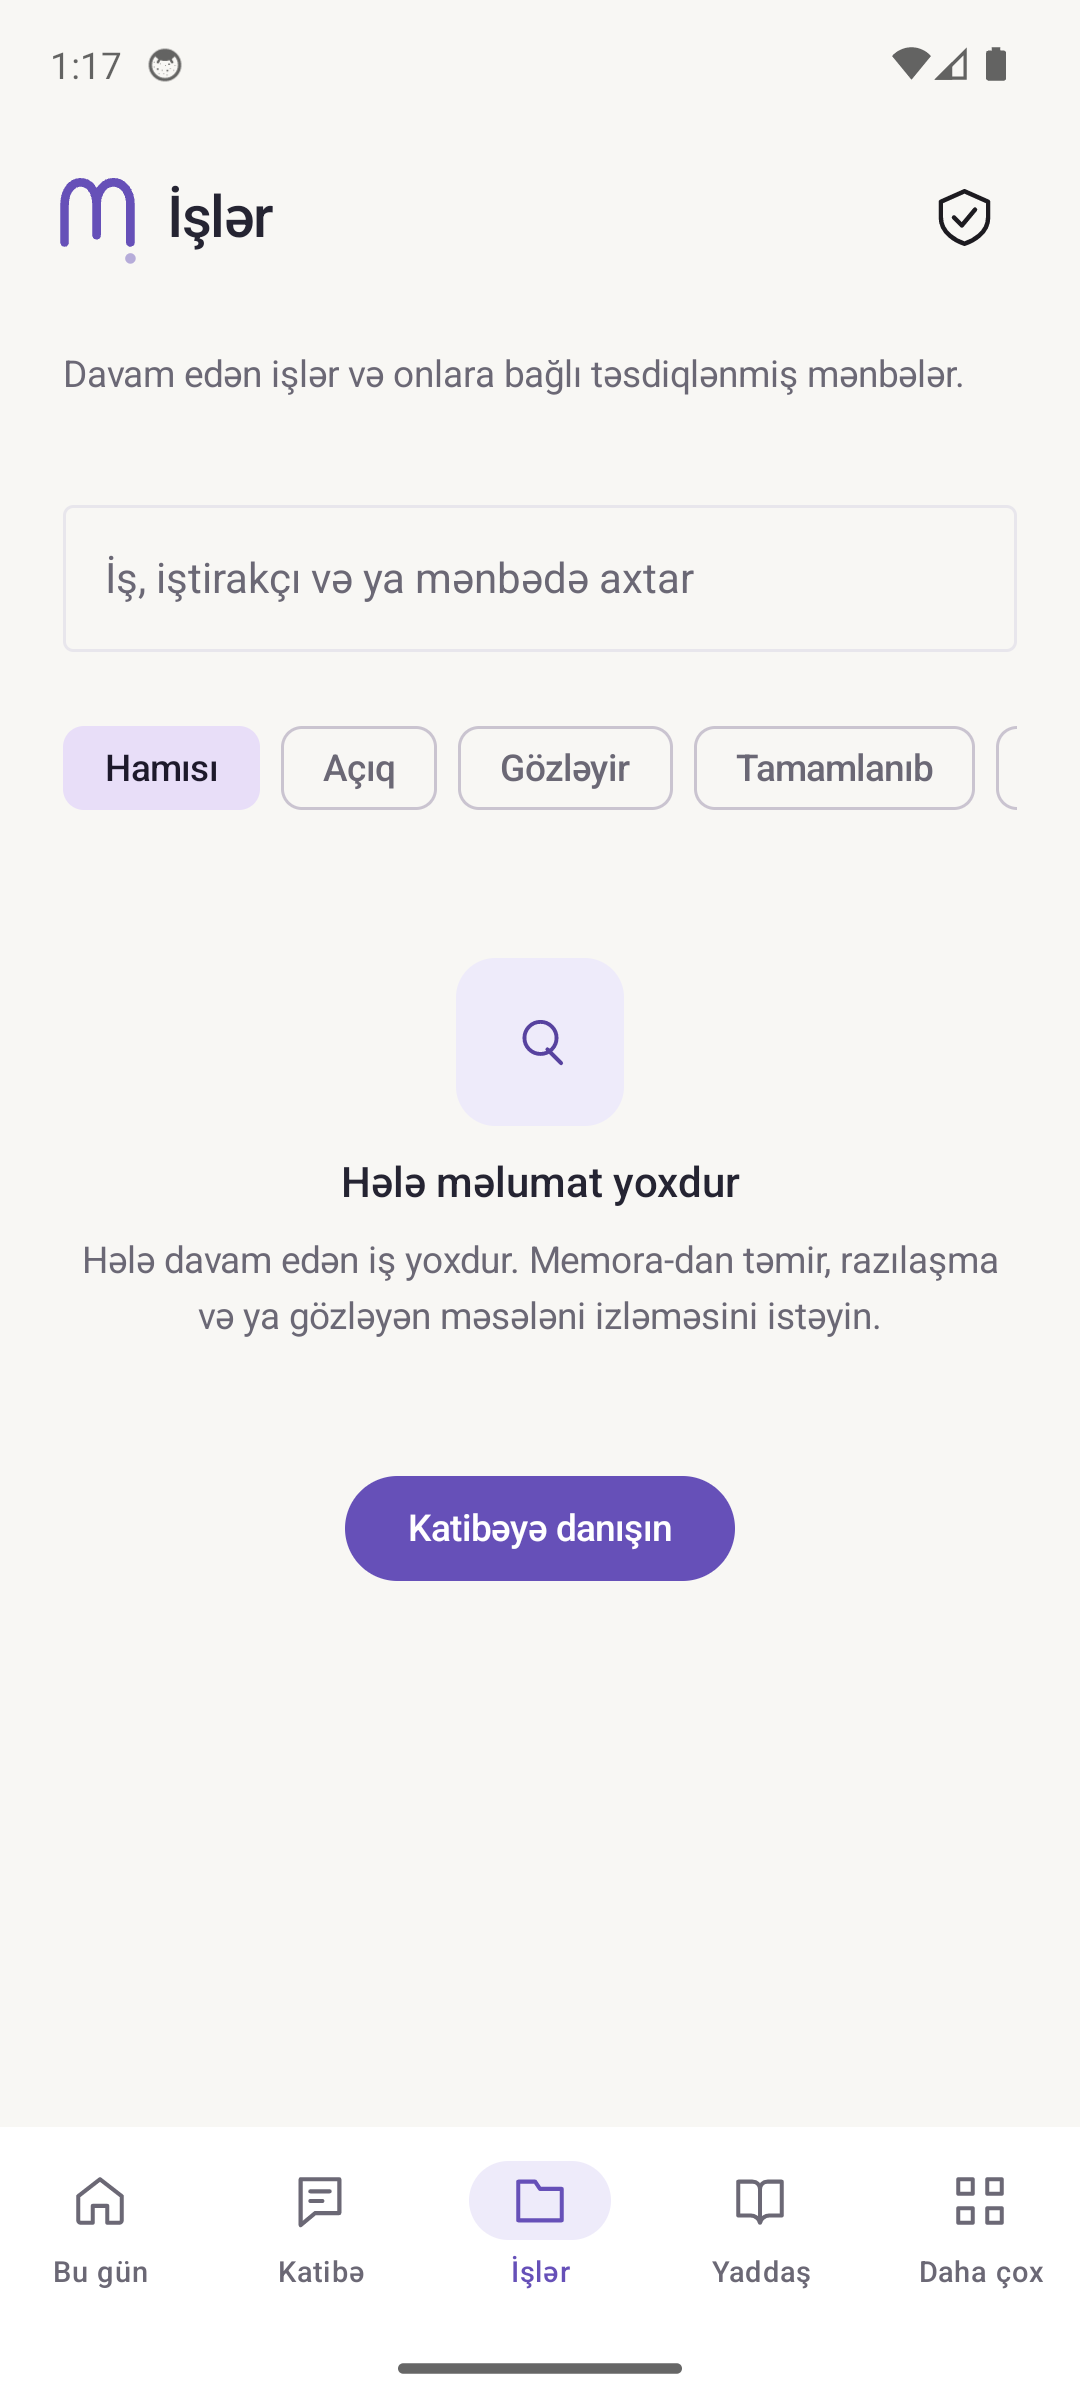 1:17
İşlər
Davam edən işlər və onlara bağlı təsdiqlənmiş mənbələr.
İş, iştirakçı və ya mənbədə axtar
Hamısı
Açıq
Gözləyir
Tamamlanıb
Hələ məlumat yoxdur
Hələ davam edən iş yoxdur. Memora-dan təmir, razılaşma
və ya gözləyən məsələni izləməsini istəyin.
Katibəyə danışın
Bu gün
Katibə
İşlər
Yaddaş
Daha çox